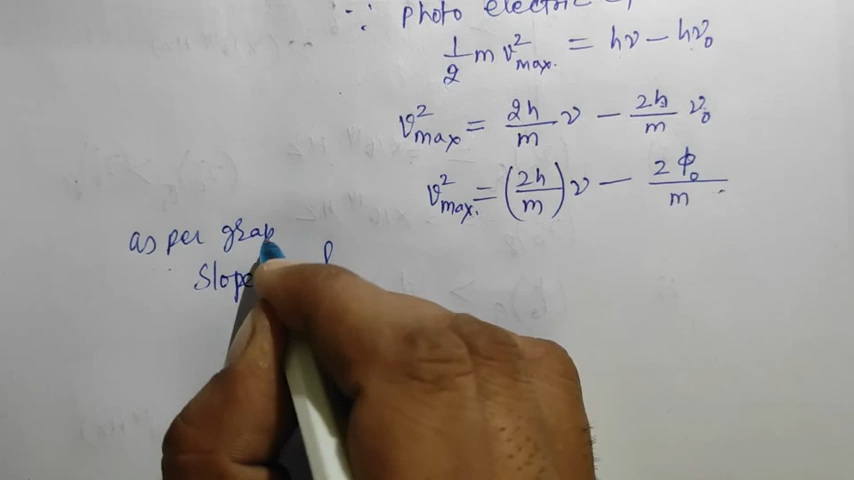 ∵ photo electric
1/2 m v²max. = hν − hν₀
v²max = 2h/m ν − 2h/m ν₀
v²max. = (2h/m) ν − 2ϕ₀/m
as per grap
Slope